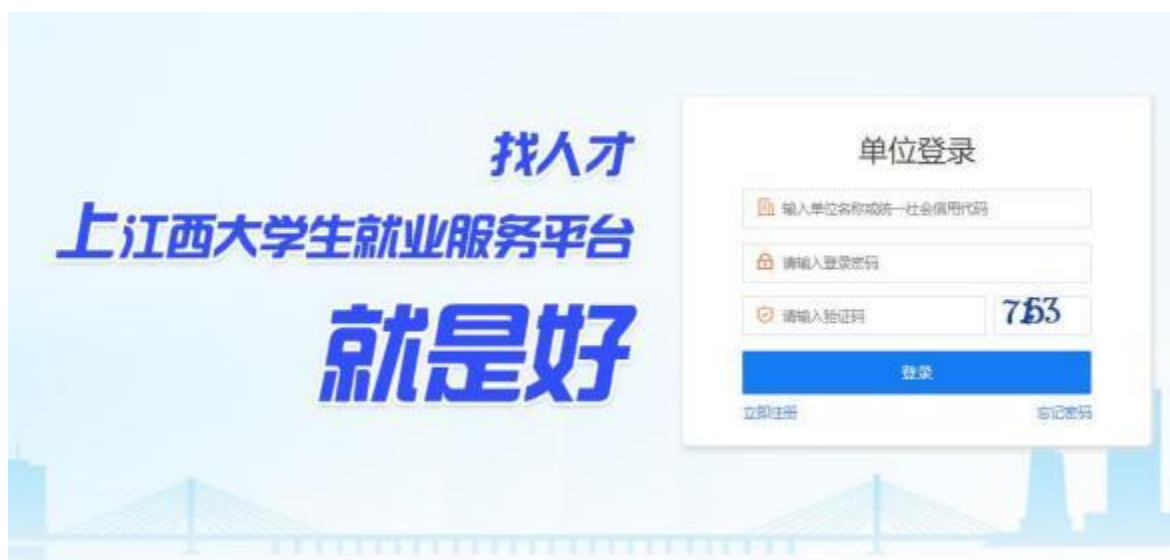 找人才
上江西大学生就业服务平台
就是好
单位登录
输入单位名称或统一社会信用代码
请输入登录密码
请输入验证码
7153
登录
立即注册
忘记密码